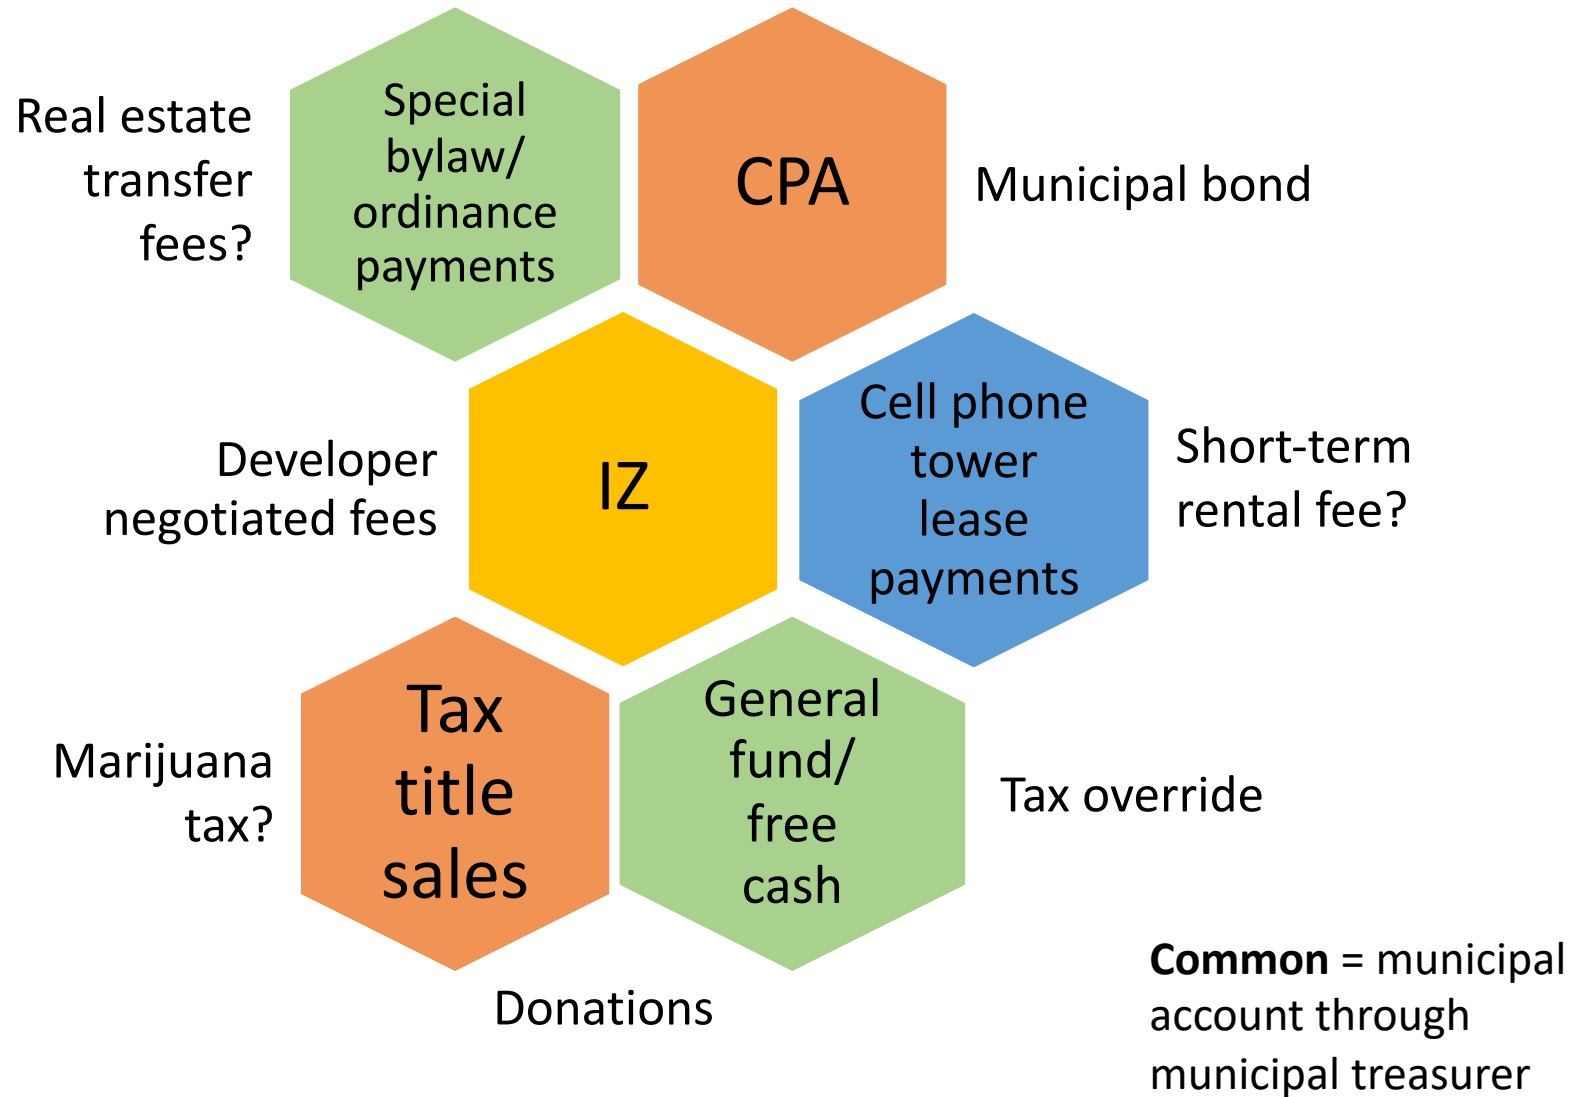 Real estate
transfer
fees?
Special
bylaw/
ordinance
payments
CPA
Municipal bond
Developer
negotiated fees
IZ
Cell phone
tower
lease
payments
Short-term
rental fee?
Marijuana
tax?
Tax
title
sales
General
fund/
free
cash
Tax override
Donations
Common = municipal
account through
municipal treasurer